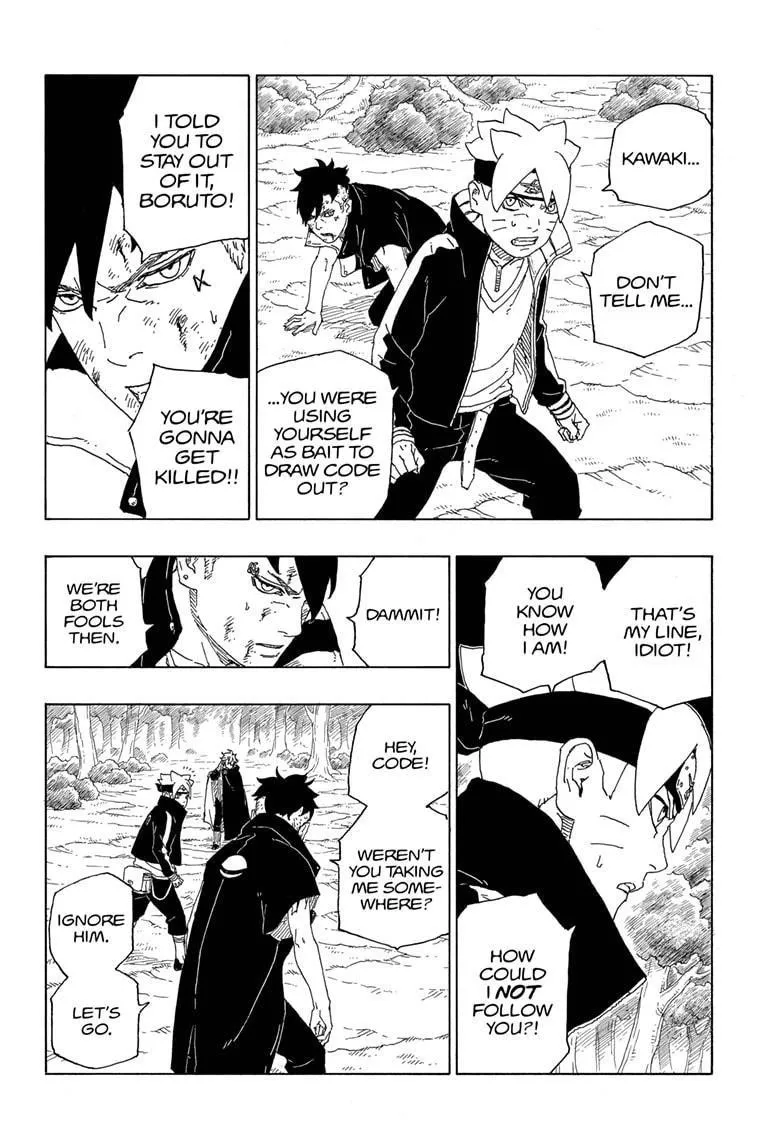 KAWAKI...
DON'T
TELL ME...
...YOU WERE
USING
YOURSELF
AS BAIT TO
DRAW CODE
OUT?
I TOLD
YOU TO
STAY OUT
OF IT,
BORUTO!
YOU'RE
GONNA
GET
KILLED!!
THAT'S
MY LINE,
IDIOT!
YOU
KNOW
HOW
I AM!
HOW
COULD
I NOT
FOLLOW
YOU?!
DAMMIT!
WE'RE
BOTH
FOOLS
THEN.
HEY,
CODE!
WEREN'T
YOU TAKING
ME SOME-
WHERE?
IGNORE
HIM.
LET'S
GO.